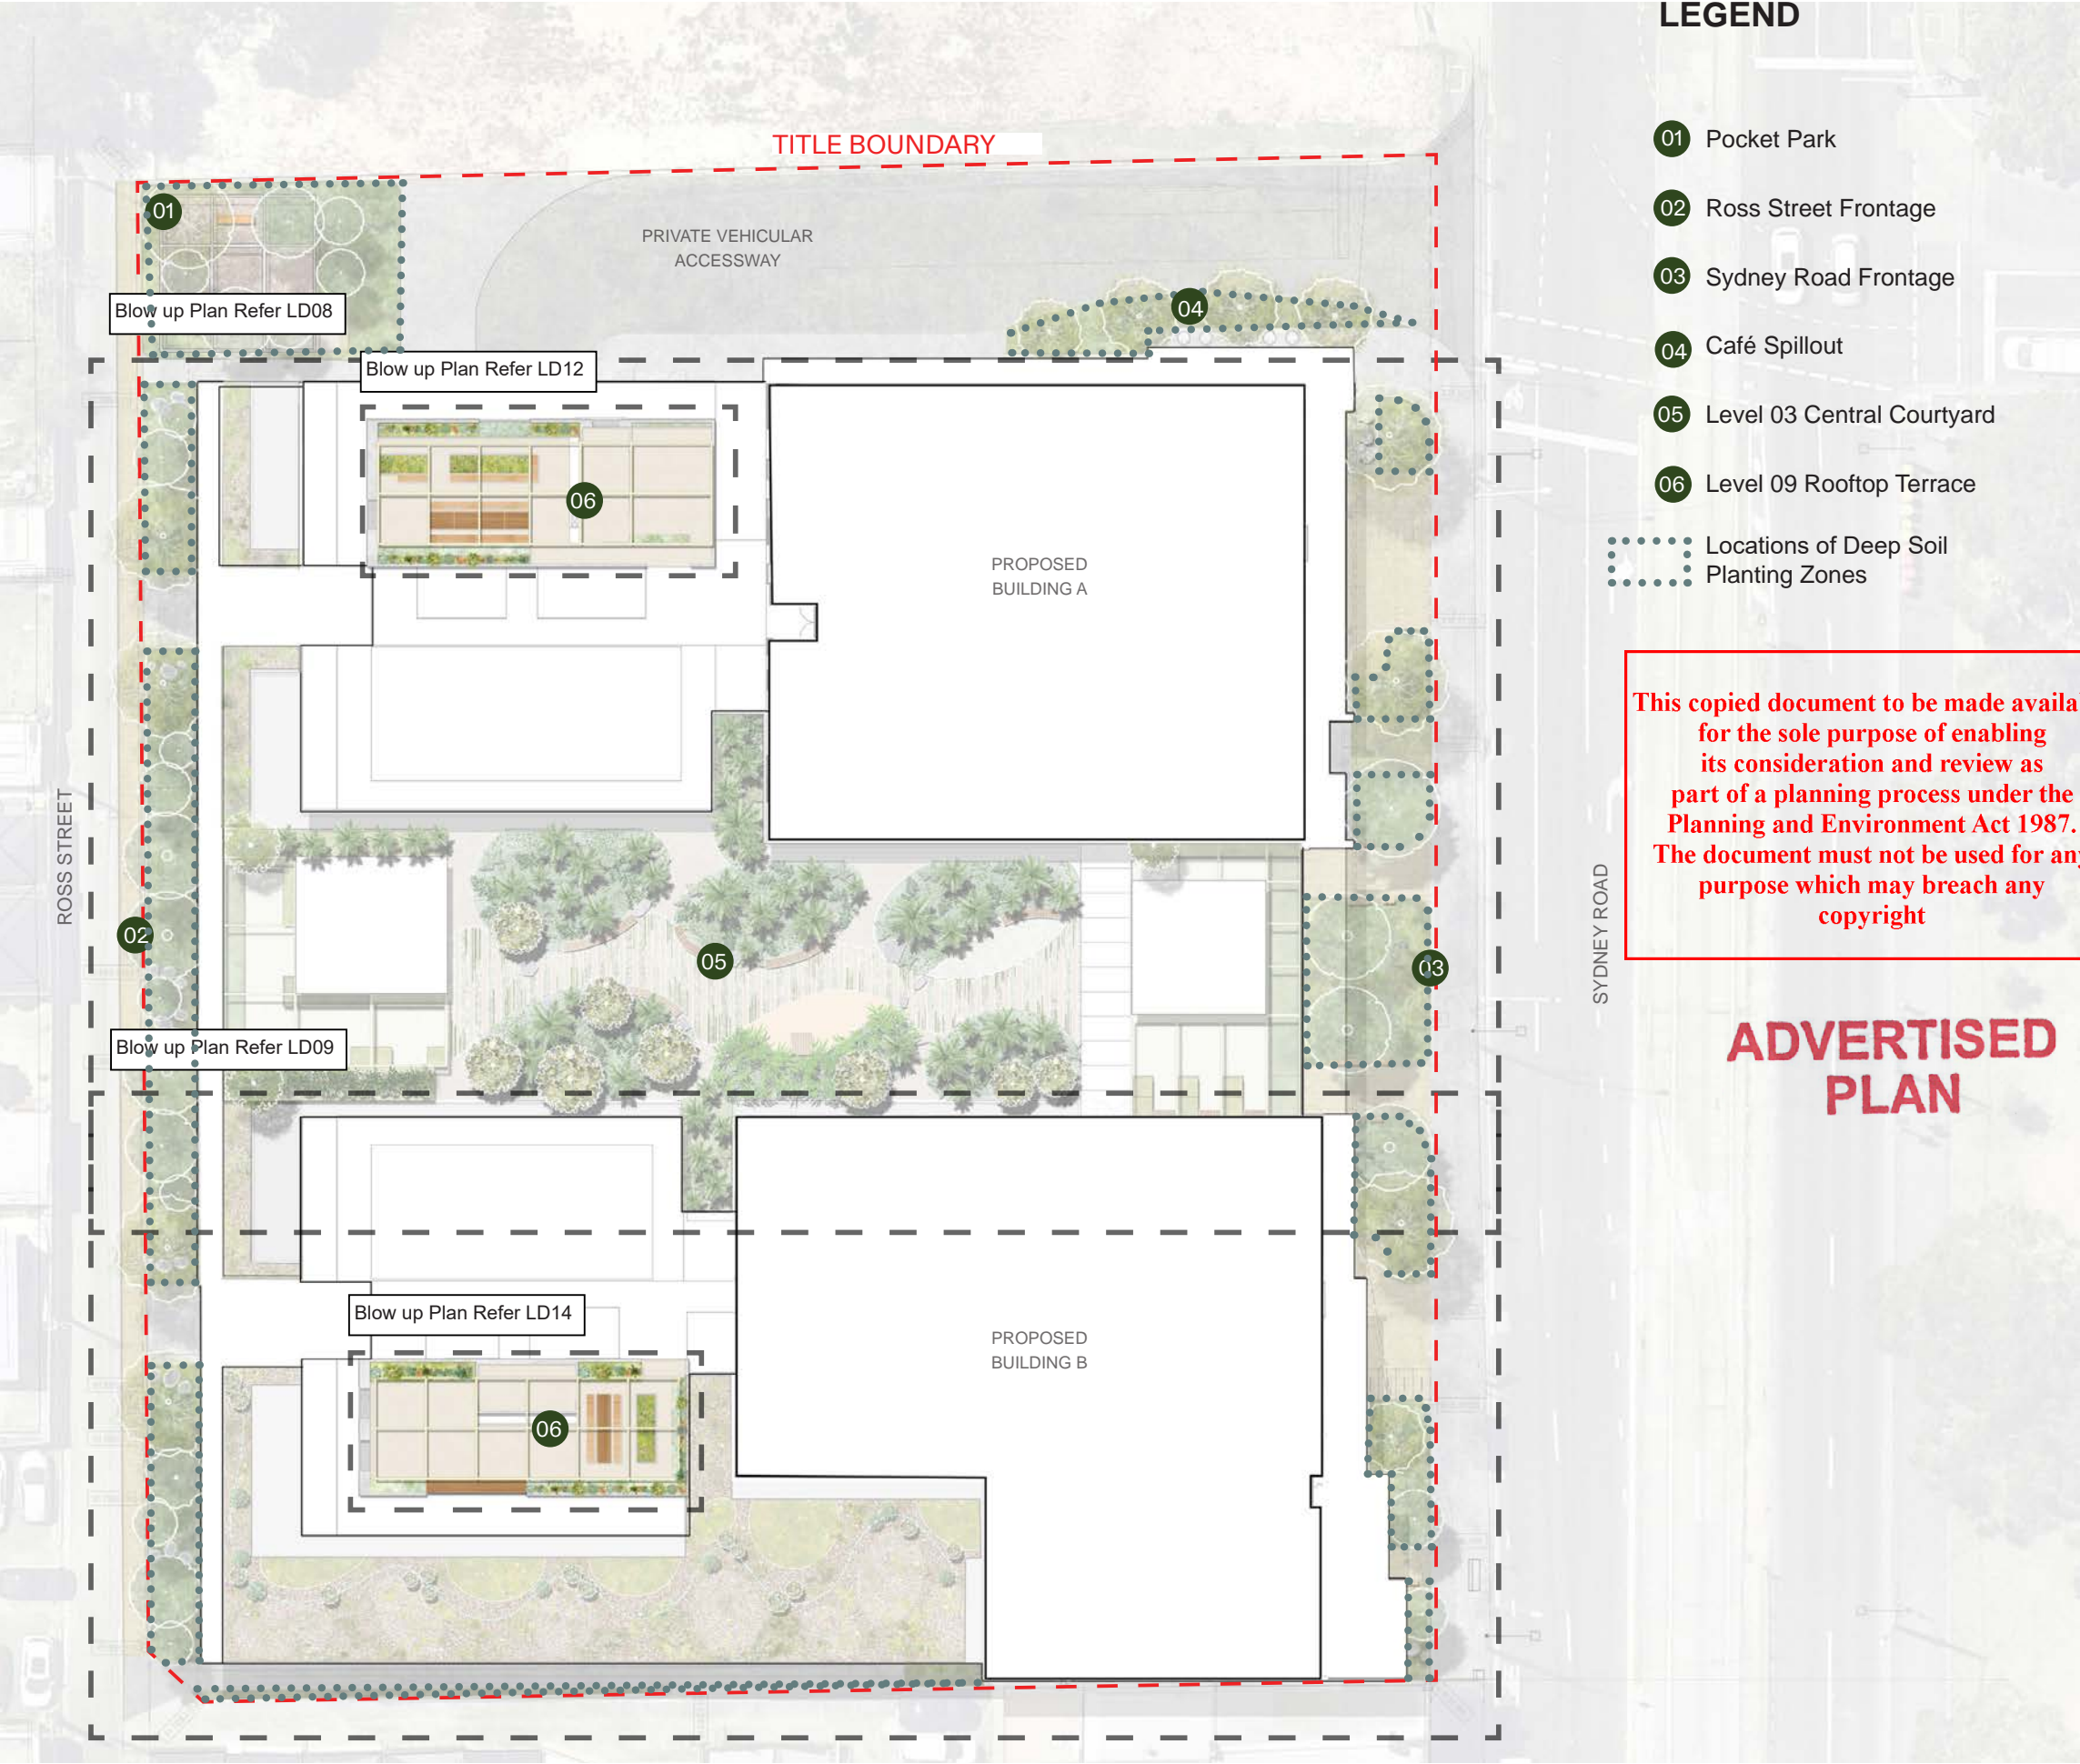 LEGEND
01 Pocket Park
02 Ross Street Frontage
03 Sydney Road Frontage
04 Café Spillout
05 Level 03 Central Courtyard
06 Level 09 Rooftop Terrace
Locations of Deep Soil
Planting Zones
This copied document to be made availa
for the sole purpose of enabling
its consideration and review as
part of a planning process under the
Planning and Environment Act 1987.
The document must not be used for any
purpose which may breach any
copyright
ADVERTISED
PLAN
TITLE BOUNDARY
01
PRIVATE VEHICULAR
ACCESSWAY
Blow up Plan Refer LD08
04
Blow up Plan Refer LD12
06
PROPOSED
BUILDING A
ROSS STREET
02
05
03
SYDNEY ROAD
Blow up Plan Refer LD09
Blow up Plan Refer LD14
PROPOSED
BUILDING B
06